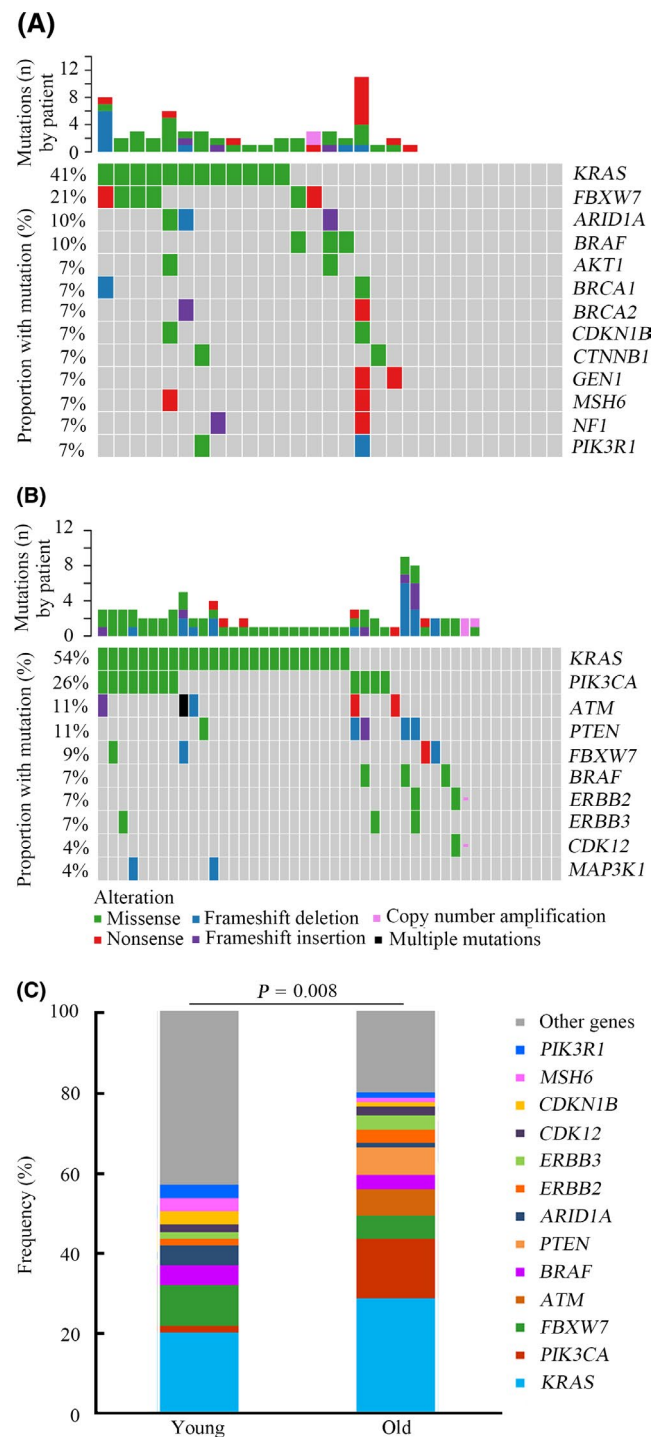 (A)
Mutations (n)
by patient
12
8
4
0
Proportion with mutation (%)
41% KRAS
21% FBXW7
10% ARID1A
10% BRAF
7% AKT1
7% BRCA1
7% BRCA2
7% CDKN1B
7% CTNNB1
7% GEN1
7% MSH6
7% NF1
7% PIK3R1
(B)
Mutations (n)
by patient
12
8
4
0
Proportion with mutation (%)
54% KRAS
26% PIK3CA
11% ATM
11% PTEN
9% FBXW7
7% BRAF
7% ERBB2
7% ERBB3
4% CDK12
4% MAP3K1
Alteration
Missense Frameshift deletion Copy number amplification
Nonsense Frameshift insertion Multiple mutations
(C)
P = 0.008
Frequency (%)
100
80
60
40
20
0
Young Old
Other genes
PIK3R1
MSH6
CDKN1B
CDK12
ERBB3
ERBB2
ARID1A
PTEN
BRAF
ATM
FBXW7
PIK3CA
KRAS